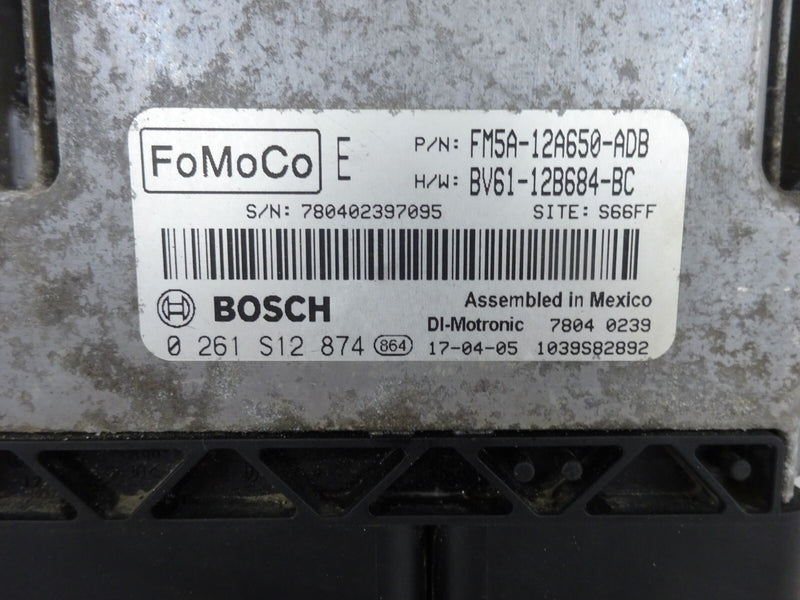 FoMoCo E P/N: FM5A-12A650-ADB
H/W: BV61-12B684-BC
S/N: 780402397095 SITE: S66FF
BOSCH Assembled in Mexico
DI-Motronic 7804 0239
0 261 S12 874 864 17-04-05 1039S82892